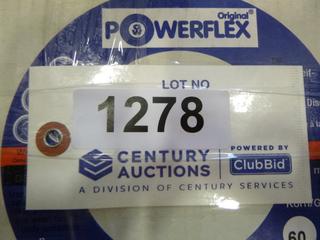 Original
POWERFLEX
LOT NO
1278
CENTURY
AUCTIONS
POWERED BY
ClubBid
A DIVISION OF CENTURY SERVICES
60